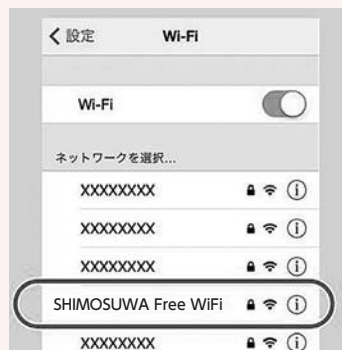 設定 Wi-Fi
Wi-Fi
ネットワークを選択...
XXXXXXXX
XXXXXXXX
XXXXXXXX
SHIMOSUWA Free WiFi
XXXXXXXX